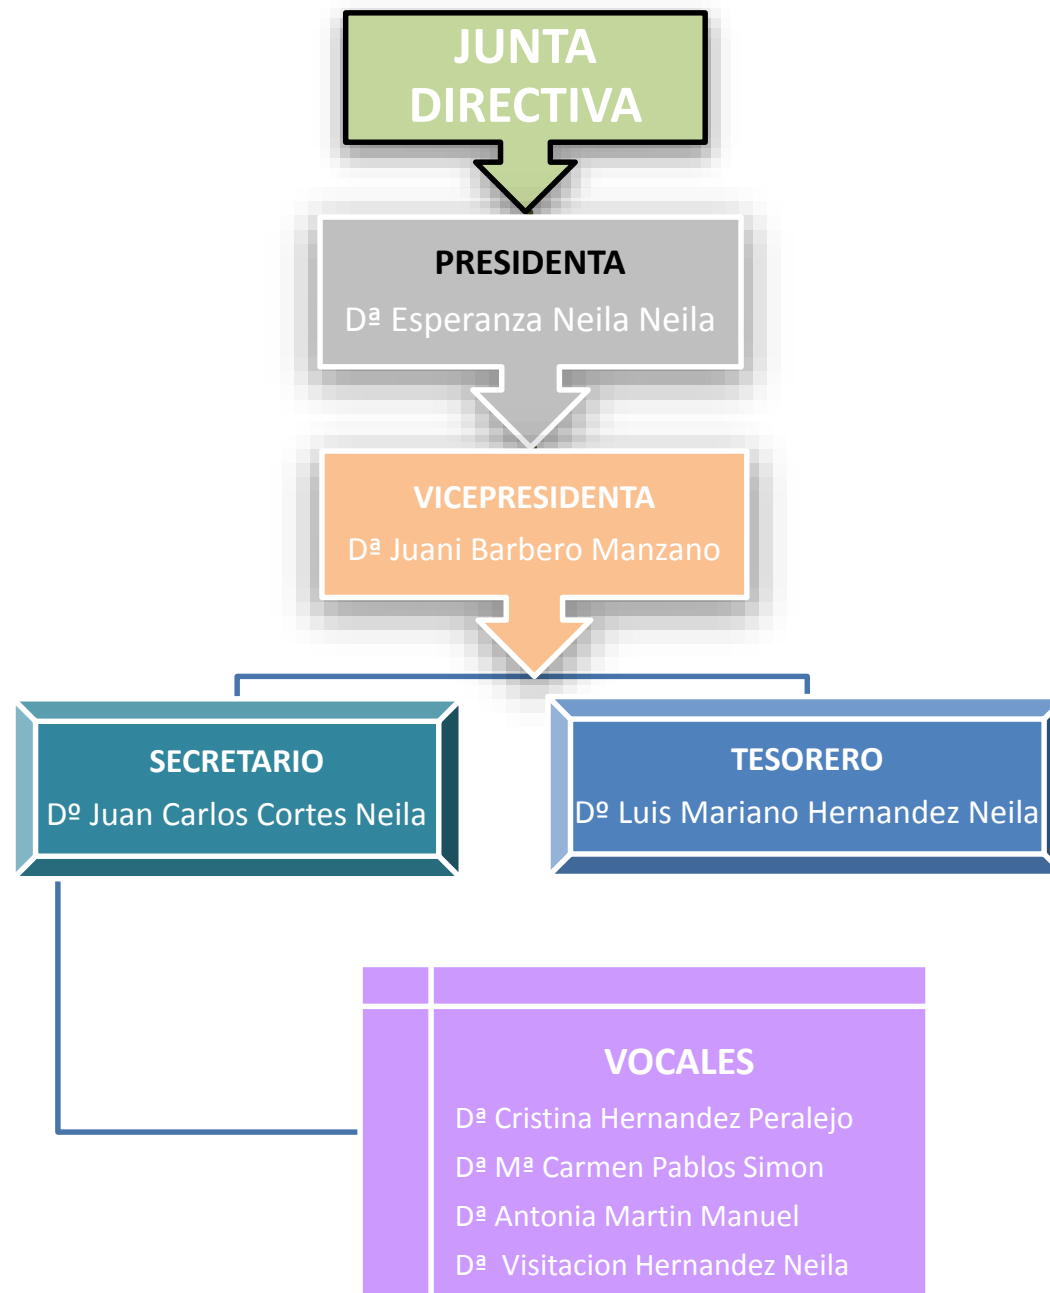 JUNTA
DIRECTIVA
PRESIDENTA
Dª Esperanza Neila Neila
VICEPRESIDENTA
Dª Juani Barbero Manzano
SECRETARIO
Dº Juan Carlos Cortes Neila
TESORERO
Dº Luis Mariano Hernandez Neila
VOCALES
Dª Cristina Hernandez Peralejo
Dª Mª Carmen Pablos Simon
Dª Antonia Martin Manuel
Dª Visitacion Hernandez Neila